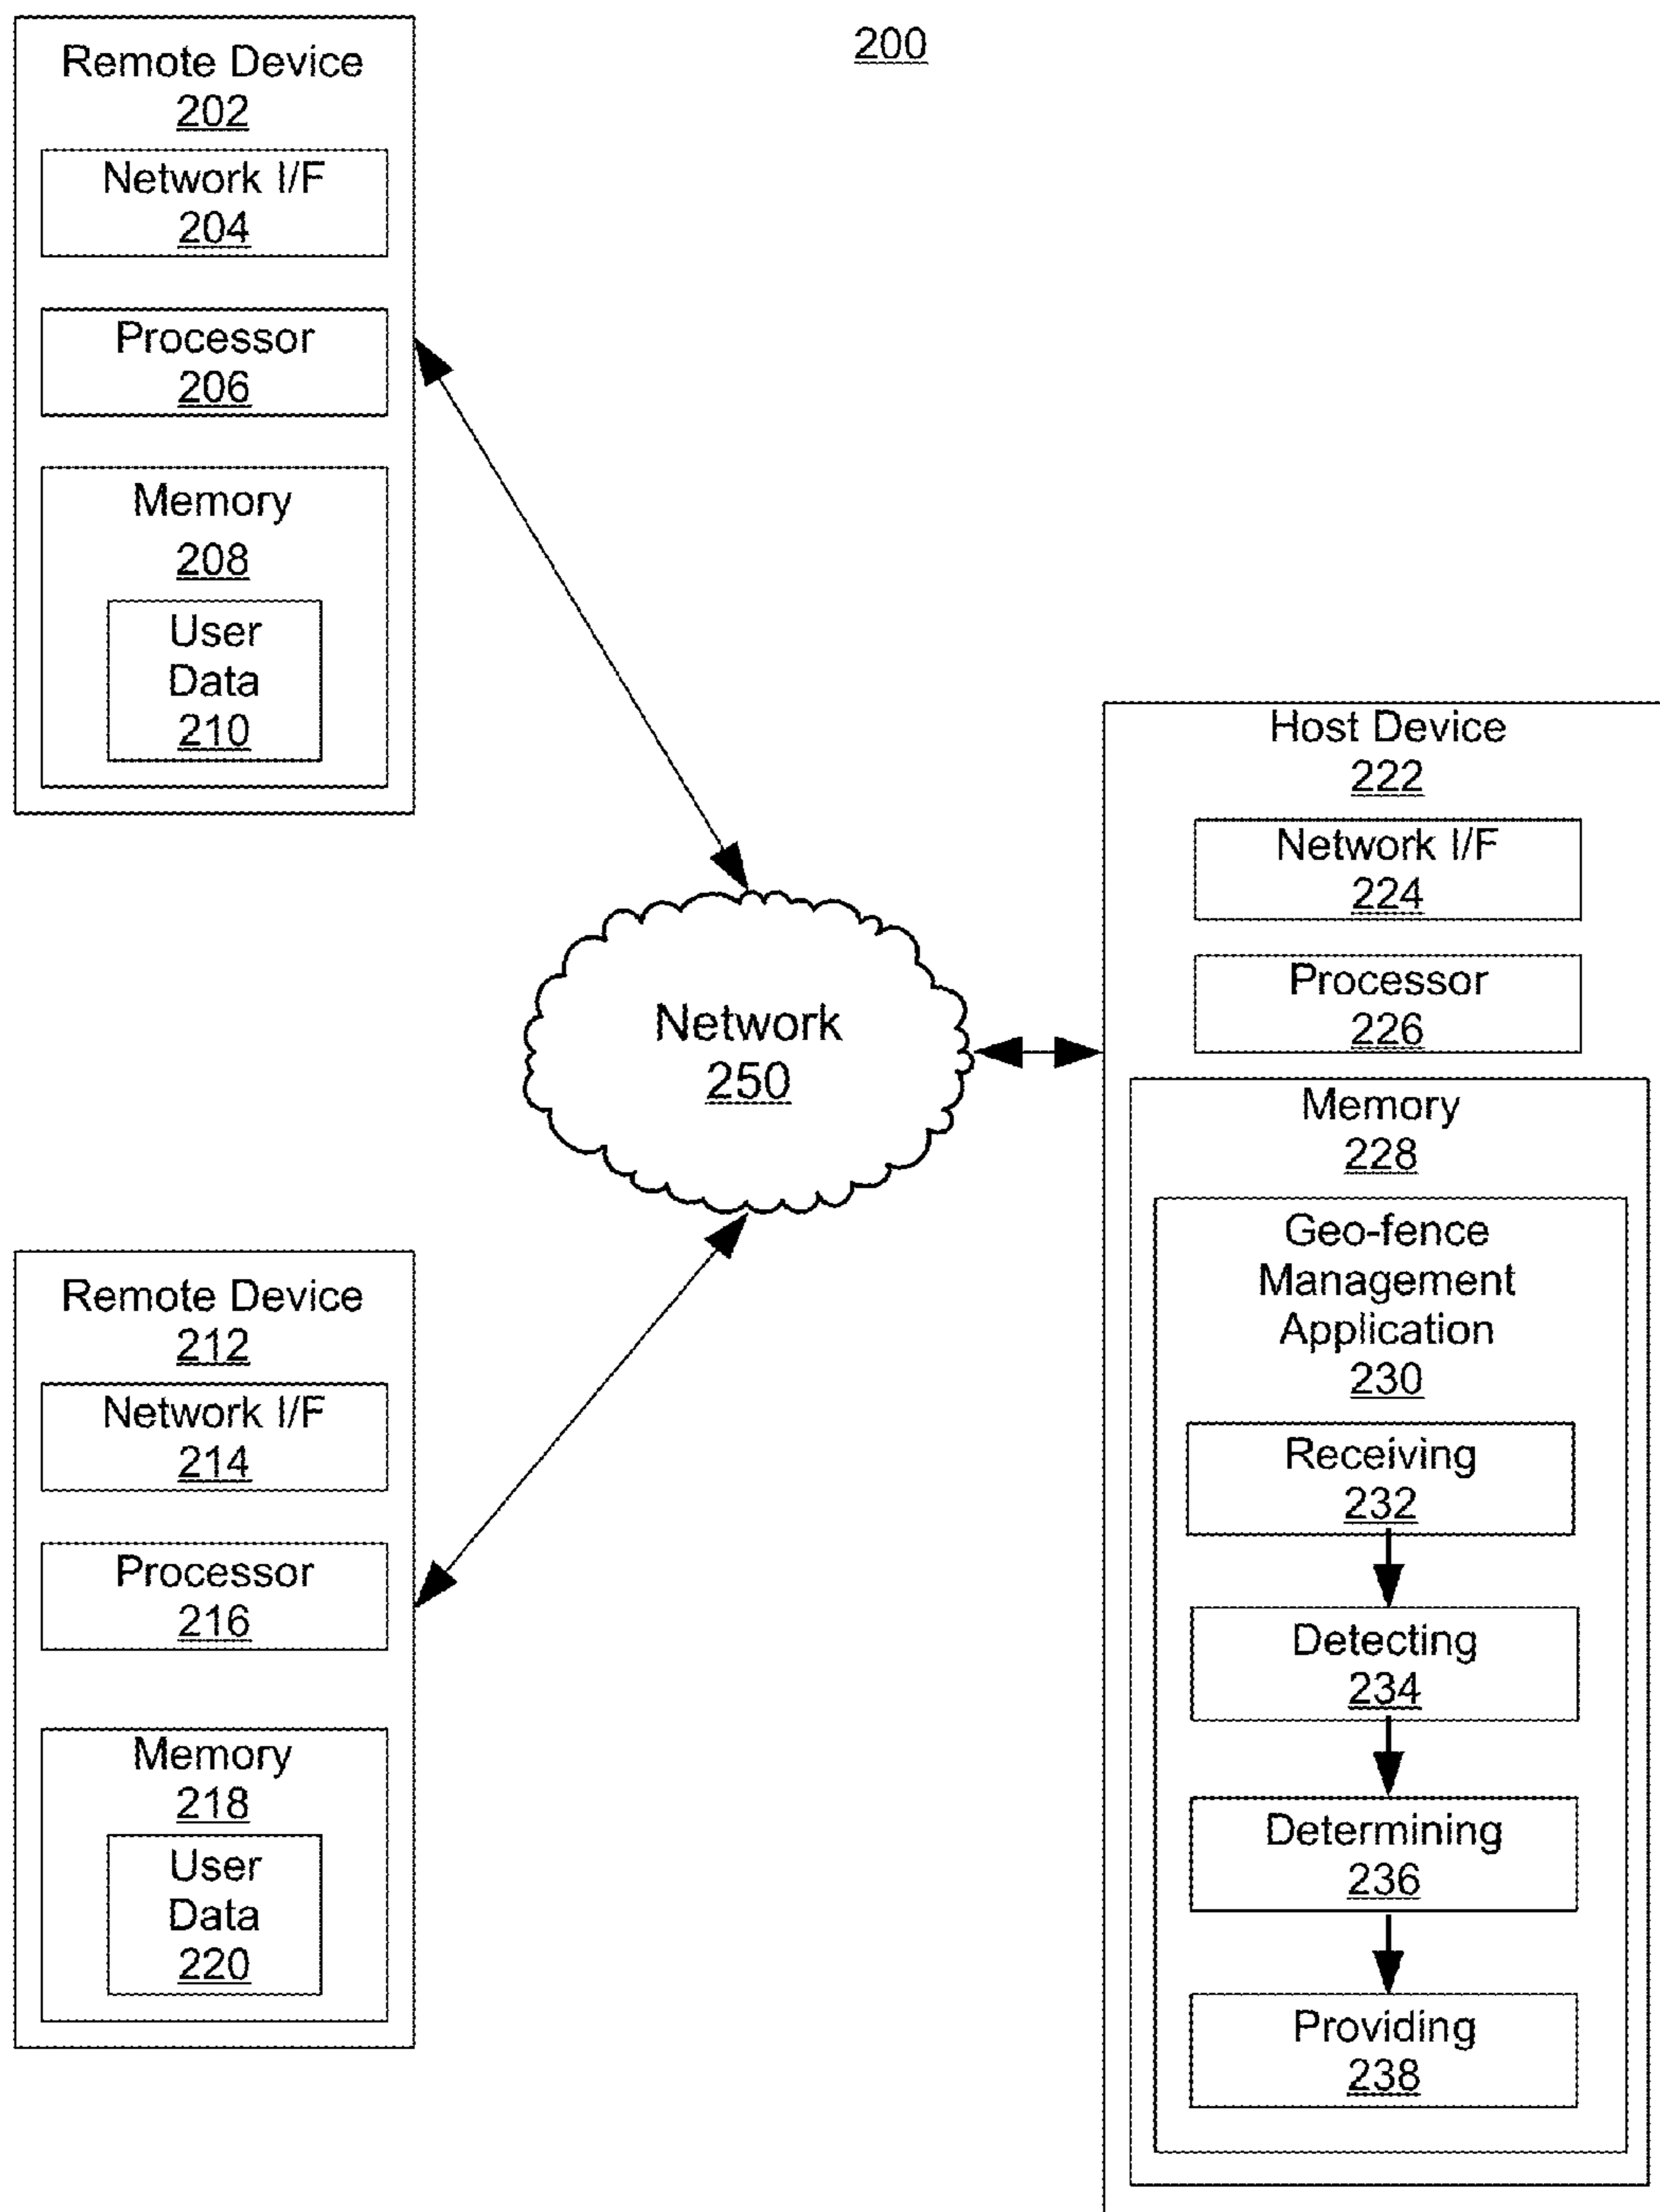 200
Remote Device
202
Network I/F
204
Processor
206
Memory
208
User
Data
210
Network
250
Remote Device
212
Network I/F
214
Processor
216
Memory
218
User
Data
220
Host Device
222
Network I/F
224
Processor
226
Memory
228
Geo-fence
Management
Application
230
Receiving
232
Detecting
234
Determining
236
Providing
238